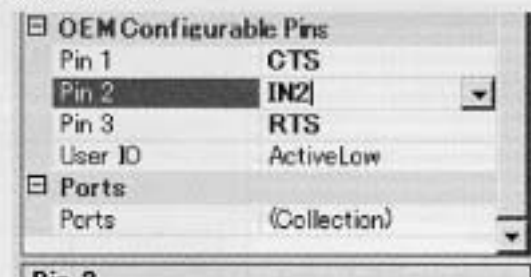 OEM Configurable Pins
Pin 1 CTS
Pin 2 IN2
Pin 3 RTS
User IO ActiveLow
Ports
Ports (Collection)